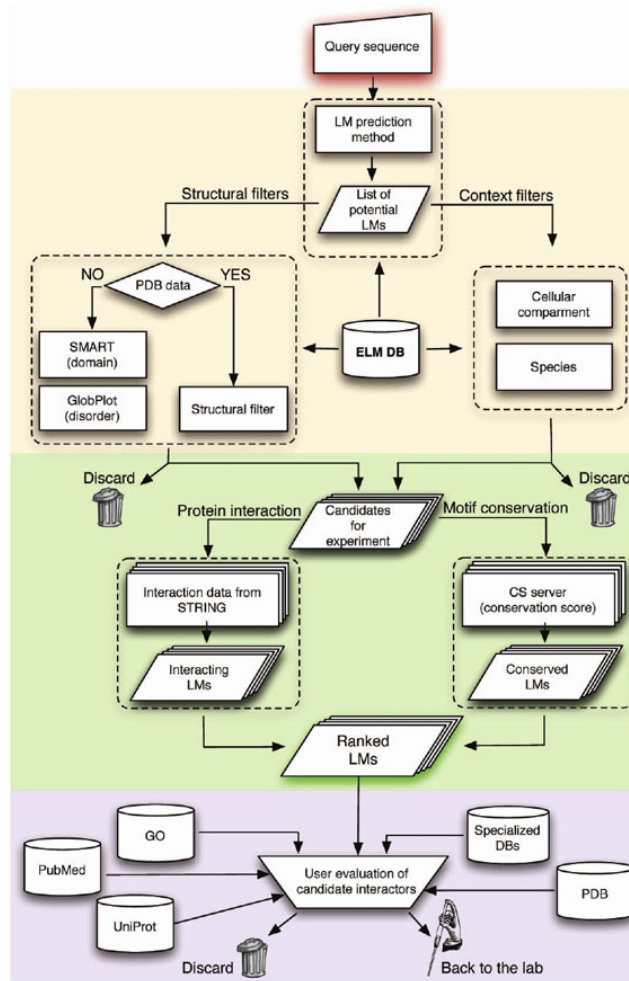 Query sequence
LM prediction
method
Structural filters
List of
potential
LMs
Context filters
NO
PDB data
YES
SMART
(domain)
GlobPlot
(disorder)
Structural filter
ELM DB
Cellular
comparment
Species
Discard
Discard
Protein interaction
Candidates
for
experiment
Motif conservation
Interaction data from
STRING
CS server
(conservation score)
Interacting
LMs
Conserved
LMs
Ranked
LMs
GO
Specialized
DBs
PubMed
User evaluation of
candidate interactors
PDB
UniProt
Discard
Back to the lab